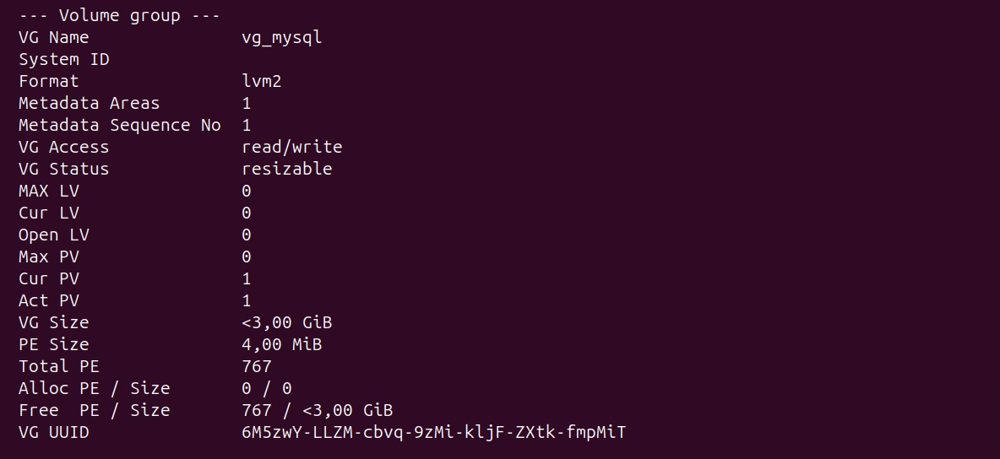 --- Volume group ---
VG Name               vg_mysql
System ID
Format                lvm2
Metadata Areas        1
Metadata Sequence No  1
VG Access             read/write
VG Status             resizable
MAX LV                0
Cur LV                0
Open LV               0
Max PV                0
Cur PV                1
Act PV                1
VG Size               <3,00 GiB
PE Size               4,00 MiB
Total PE              767
Alloc PE / Size       0 / 0
Free  PE / Size       767 / <3,00 GiB
VG UUID               6M5zwY-LLZM-cbvq-9zMi-kljF-ZXtk-fmpMiT